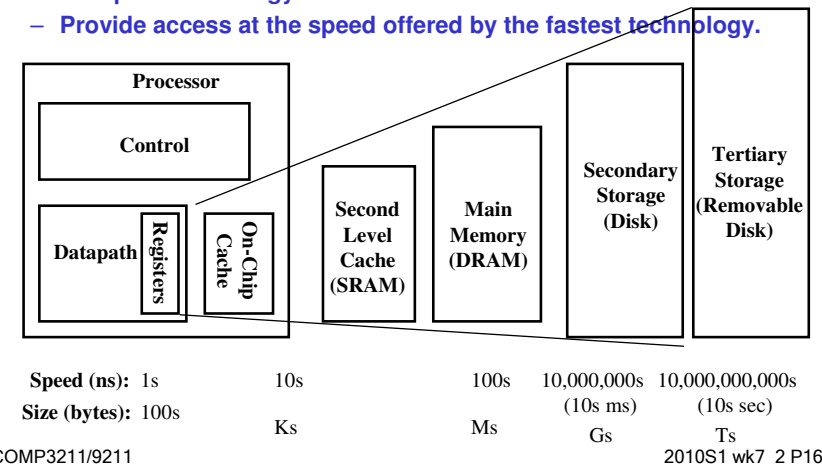 – Provide access at the speed offered by the fastest technology.
Processor
Control
Datapath
Registers
On-Chip
Cache
Second
Level
Cache
(SRAM)
Main
Memory
(DRAM)
Secondary
Storage
(Disk)
Tertiary
Storage
(Removable
Disk)
Speed (ns): 1s 10s 100s 10,000,000s 10,000,000,000s
(10s ms) (10s sec)
Size (bytes): 100s Ks Ms Gs Ts
COMP3211/9211 2010S1 wk7_2 P16